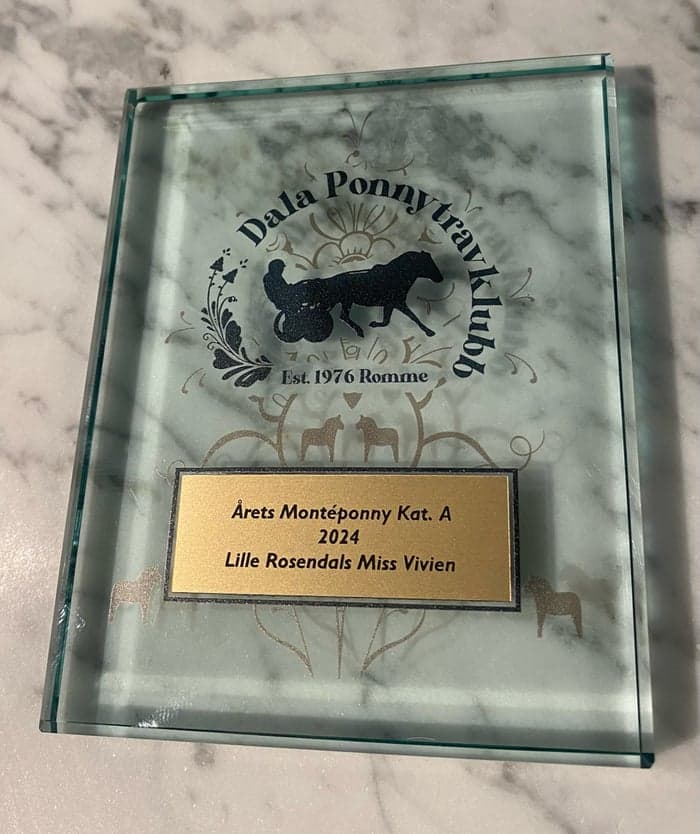 Dala Ponnytravklubb
Est. 1976 Romme
Årets Montéponny Kat. A
2024
Lille Rosendals Miss Vivien